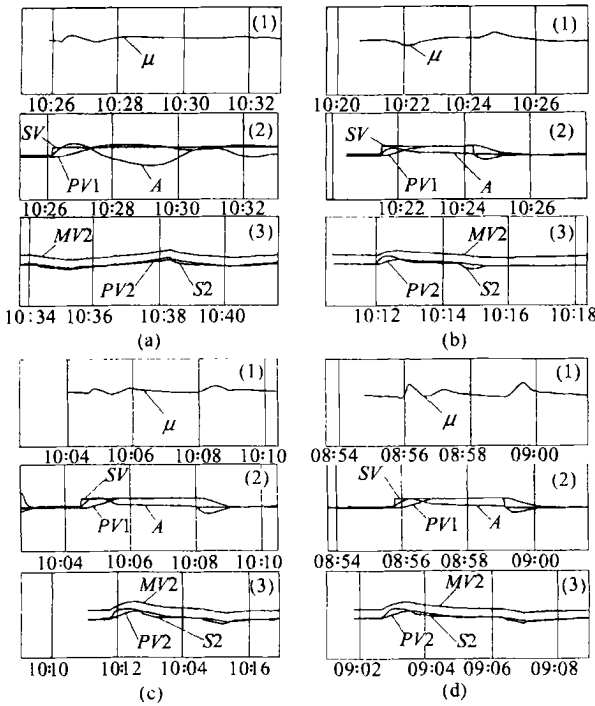 (1)
μ
10:26 10:28 10:30 10:32
(2)
SV
PV1
A
10:26 10:28 10:30 10:32
(3)
MV2
PV2
S2
10:34 10:36 10:38 10:40
(a)
(1)
μ
10:20 10:22 10:24 10:26
(2)
SV
PV1
A
10:22 10:24 10:26
(3)
MV2
PV2
S2
10:12 10:14 10:16 10:18
(b)
(1)
μ
10:04 10:06 10:08 10:10
(2)
SV
PV1
A
10:04 10:06 10:08 10:10
(3)
MV2
PV2
S2
10:10 10:12 10:04 10:16
(c)
(1)
μ
08:54 08:56 08:58 09:00
(2)
SV
PV1
A
08:54 08:56 08:58 09:00
(3)
MV2
PV2
S2
09:02 09:04 09:06 09:08
(d)